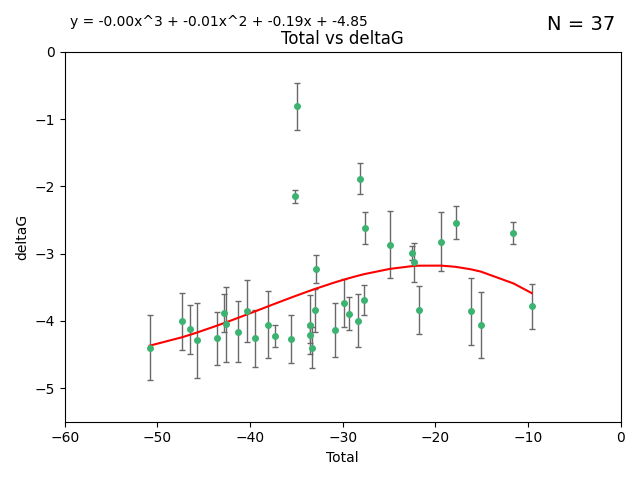 y = -0.00x^3 + -0.01x^2 + -0.19x + -4.85
N = 37
Total vs deltaG
0
−1
−2
−3
−4
−5
deltaG
−60 −50 −40 −30 −20 −10 0
Total